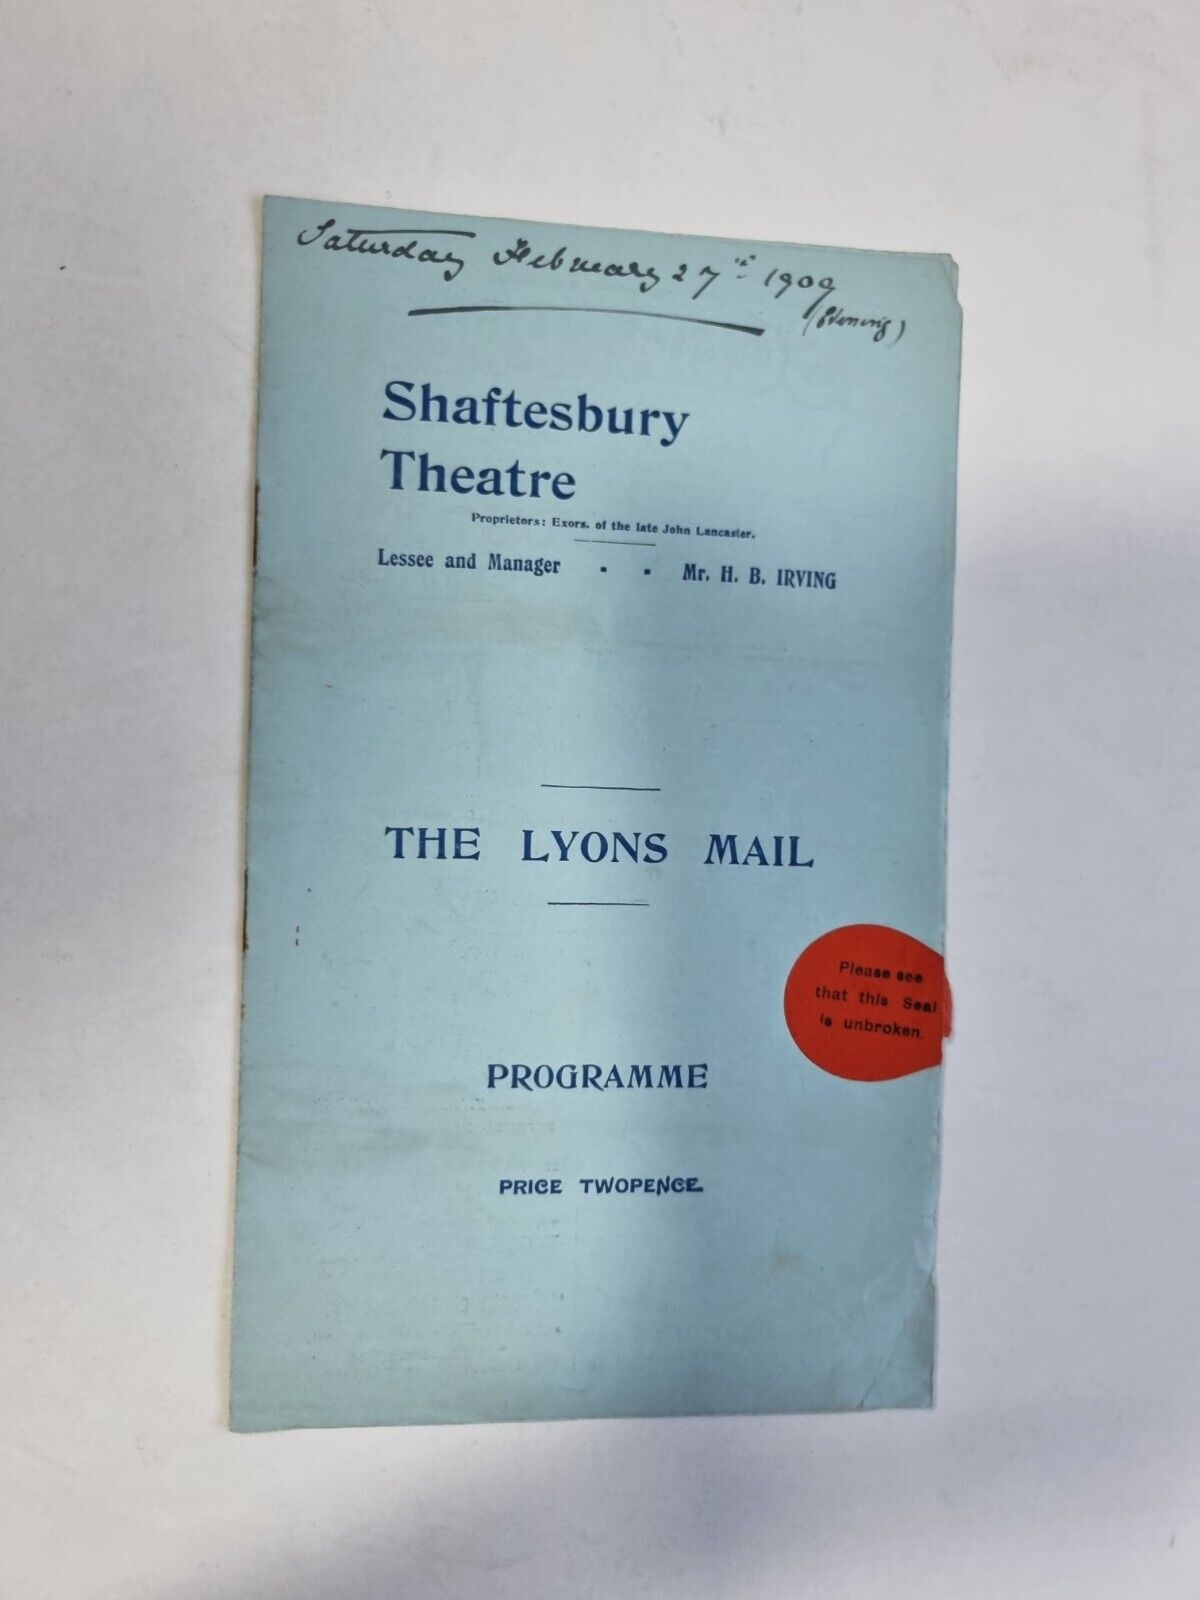 Saturday February 27th 1909
(Evening)
Shaftesbury
Theatre
Proprietors: Exors. of the late John Lancaster.
Lessee and Manager . . Mr. H. B. IRVING
THE LYONS MAIL
Please see
that this Seal
is unbroken.
PROGRAMME
PRICE TWOPENCE